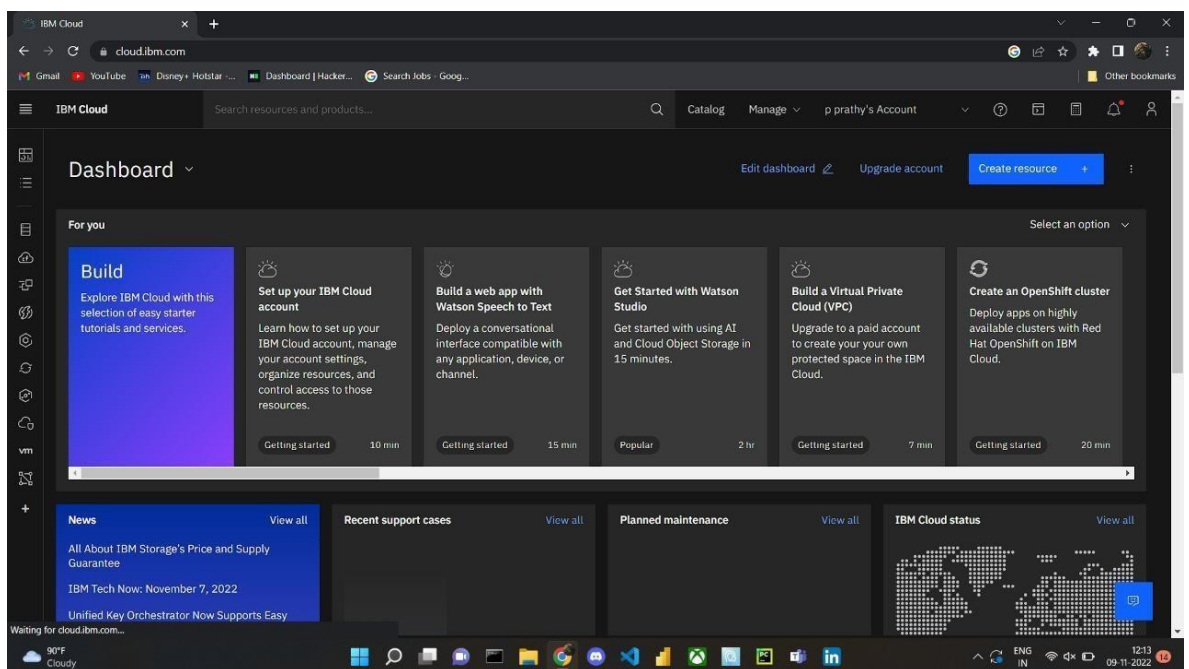 IBM Cloud
cloud.ibm.com
Gmail YouTube Disney+ Hotstar -... Dashboard | Hacker... Search Jobs - Goog... Other bookmarks
IBM Cloud Search resources and products... Catalog Manage p prathy's Account
Dashboard Edit dashboard Upgrade account Create resource +
For you Select an option
Build
Explore IBM Cloud with this
selection of easy starter
tutorials and services.
Set up your IBM Cloud
account
Learn how to set up your
IBM Cloud account, manage
your account settings,
organize resources, and
control access to those
resources.
Getting started 10 min
Build a web app with
Watson Speech to Text
Deploy a conversational
interface compatible with
any application, device, or
channel.
Getting started 15 min
Get Started with Watson
Studio
Get started with using AI
and Cloud Object Storage in
15 minutes.
Popular 2 hr
Build a Virtual Private
Cloud (VPC)
Upgrade to a paid account
to create your your own
protected space in the IBM
Cloud.
Getting started 7 min
Create an OpenShift cluster
Deploy apps on highly
available clusters with Red
Hat OpenShift on IBM
Cloud.
Getting started 20 min
vm
News View all
All About IBM Storage's Price and Supply
Guarantee
IBM Tech Now: November 7, 2022
Unified Key Orchestrator Now Supports Easy
Recent support cases View all
Planned maintenance View all
IBM Cloud status View all
Waiting for cloud.ibm.com...
90°F
Cloudy
ENG
IN
12:13
09-11-2022
14